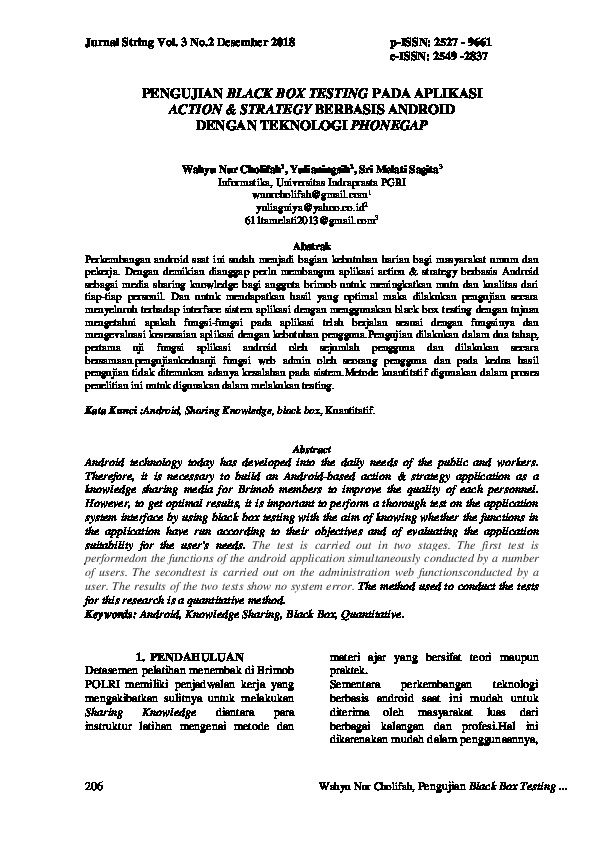 Jurnal String Vol. 3 No.2 Desember 2018 p-ISSN: 2527 - 9661
e-ISSN: 2549 -2837
PENGUJIAN BLACK BOX TESTING PADA APLIKASI
ACTION & STRATEGY BERBASIS ANDROID
DENGAN TEKNOLOGI PHONEGAP
Wahyu Nur Cholifah¹, Yulianingsih², Sri Melati Sagita³
Informatika, Universitas Indraprasta PGRI
wnurcholifah@gmail.com¹
yuliagniya@yahoo.co.id²
611tamelati2013@gmail.com³
Abstrak
Perkembangan android saat ini sudah menjadi bagian kebutuhan harian bagi masyarakat umum dan
pekerja. Dengan demikian dianggap perlu membangun aplikasi action & strategy berbasis Android
sebagai media sharing knowledge bagi anggota brimob untuk meningkatkan mutu dan kualitas dari
tiap-tiap personil. Dan untuk mendapatkan hasil yang optimal maka dilakukan pengujian secara
menyeluruh terhadap interface sistem aplikasi dengan menggunakan black box testing dengan tujuan
mengetahui apakah fungsi-fungsi pada aplikasi telah berjalan sesuai dengan fungsinya dan
mengevaluasi kesesuaian aplikasi dengan kebutuhan pengguna.Pengujian dilakukan dalam dua tahap,
pertama uji fungsi aplikasi android oleh sejumlah pengguna dan dilakukan secara
bersamaan.pengujiankeduauji fungsi web admin oleh seorang pengguna dan pada kedua hasil
pengujian tidak ditemukan adanya kesalahan pada sistem.Metode kuantitatif digunakan dalam proses
penelitian ini untuk digunakan dalam melakukan testing.
Kata Kunci :Android, Sharing Knowledge, black box, Kuantitatif.
Abstract
Android technology today has developed into the daily needs of the public and workers.
Therefore, it is necessary to build an Android-based action & strategy application as a
knowledge sharing media for Brimob members to improve the quality of each personnel.
However, to get optimal results, it is important to perform a thorough test on the application
system interface by using black box testing with the aim of knowing whether the functions in
the application have run according to their objectives and of evaluating the application
suitability for the user's needs. The test is carried out in two stages. The first test is
performedon the functions of the android application simultaneously conducted by a number
of users. The secondtest is carried out on the administration web functionsconducted by a
user. The results of the two tests show no system error. The method used to conduct the tests
for this research is a quantitative method.
Keywords: Android, Knowledge Sharing, Black Box, Quantitative.
1. PENDAHULUAN
Detasemen pelatihan menembak di Brimob
POLRI memiliki penjadwalan kerja yang
mengakibatkan sulitnya untuk melakukan
Sharing Knowledge diantara para
instruktur latihan mengenai metode dan
materi ajar yang bersifat teori maupun
praktek.
Sementara perkembangan teknologi
berbasis android saat ini mudah untuk
diterima oleh masyarakat luas dari
berbagai kalangan dan profesi.Hal ini
dikarenakan mudah dalam penggunaannya,
206 Wahyu Nur Cholifah, Pengujian Black Box Testing ...